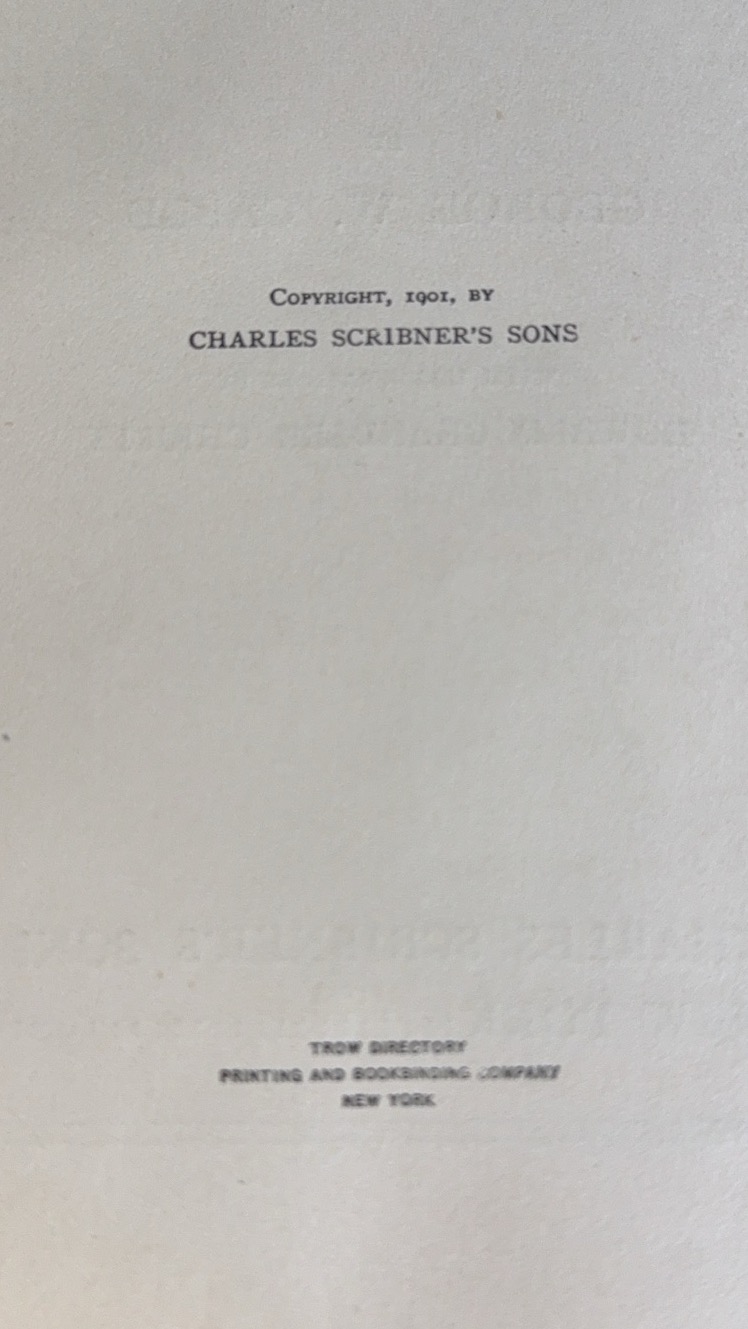 COPYRIGHT, 1901, BY
CHARLES SCRIBNER'S SONS
TROW DIRECTORY
PRINTING AND BOOKBINDING COMPANY
NEW YORK